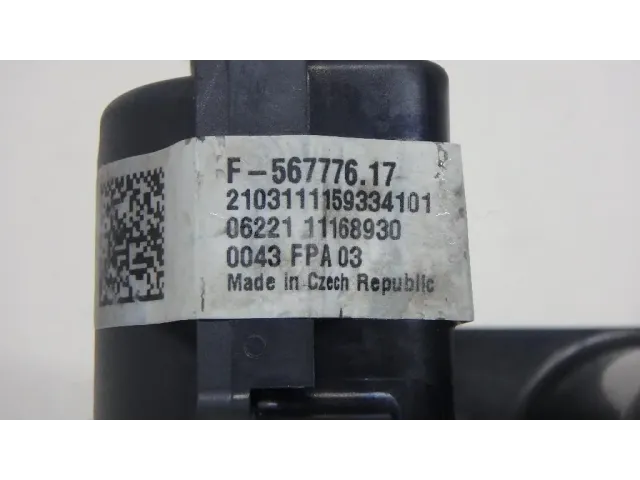 F-567776.17
2103111159334101
06221 11168930
0043 FPA 03
Made in Czech Republic